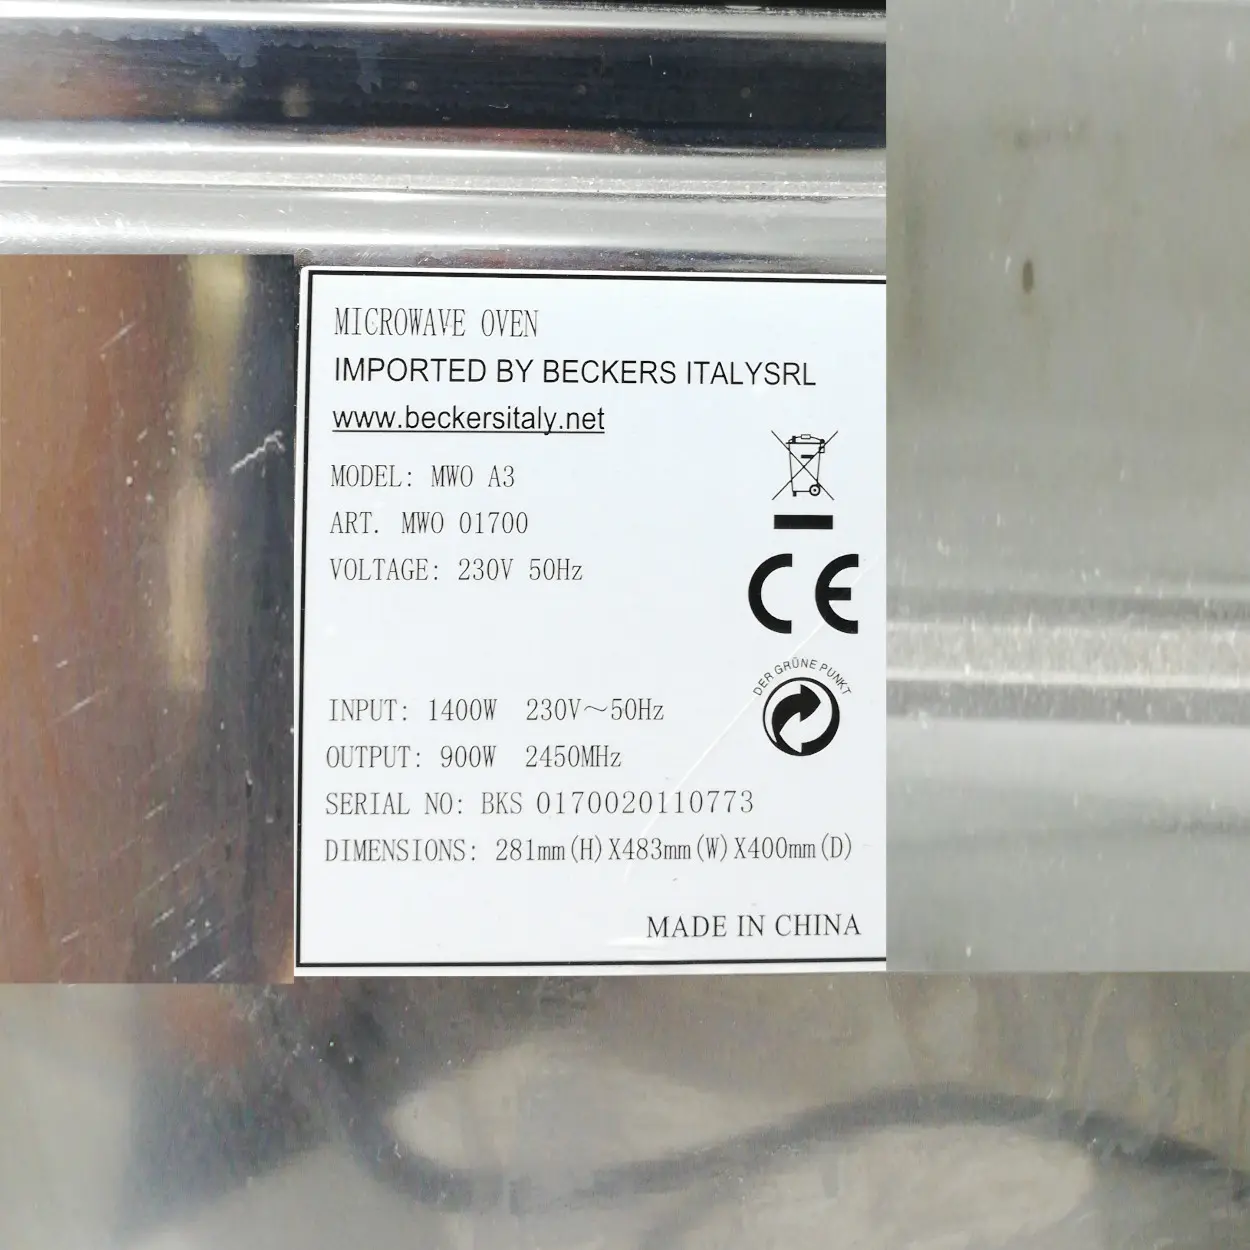 MICROWAVE OVEN
IMPORTED BY BECKERS ITALYSRL
www.beckersitaly.net
MODEL: MWO A3
ART. MWO 01700
VOLTAGE: 230V 50Hz
CE
DER GRÜNE PUNKT
INPUT: 1400W 230V～50Hz
OUTPUT: 900W 2450MHz
SERIAL NO: BKS 0170020110773
DIMENSIONS: 281mm(H)X483mm(W)X400mm(D)
MADE IN CHINA